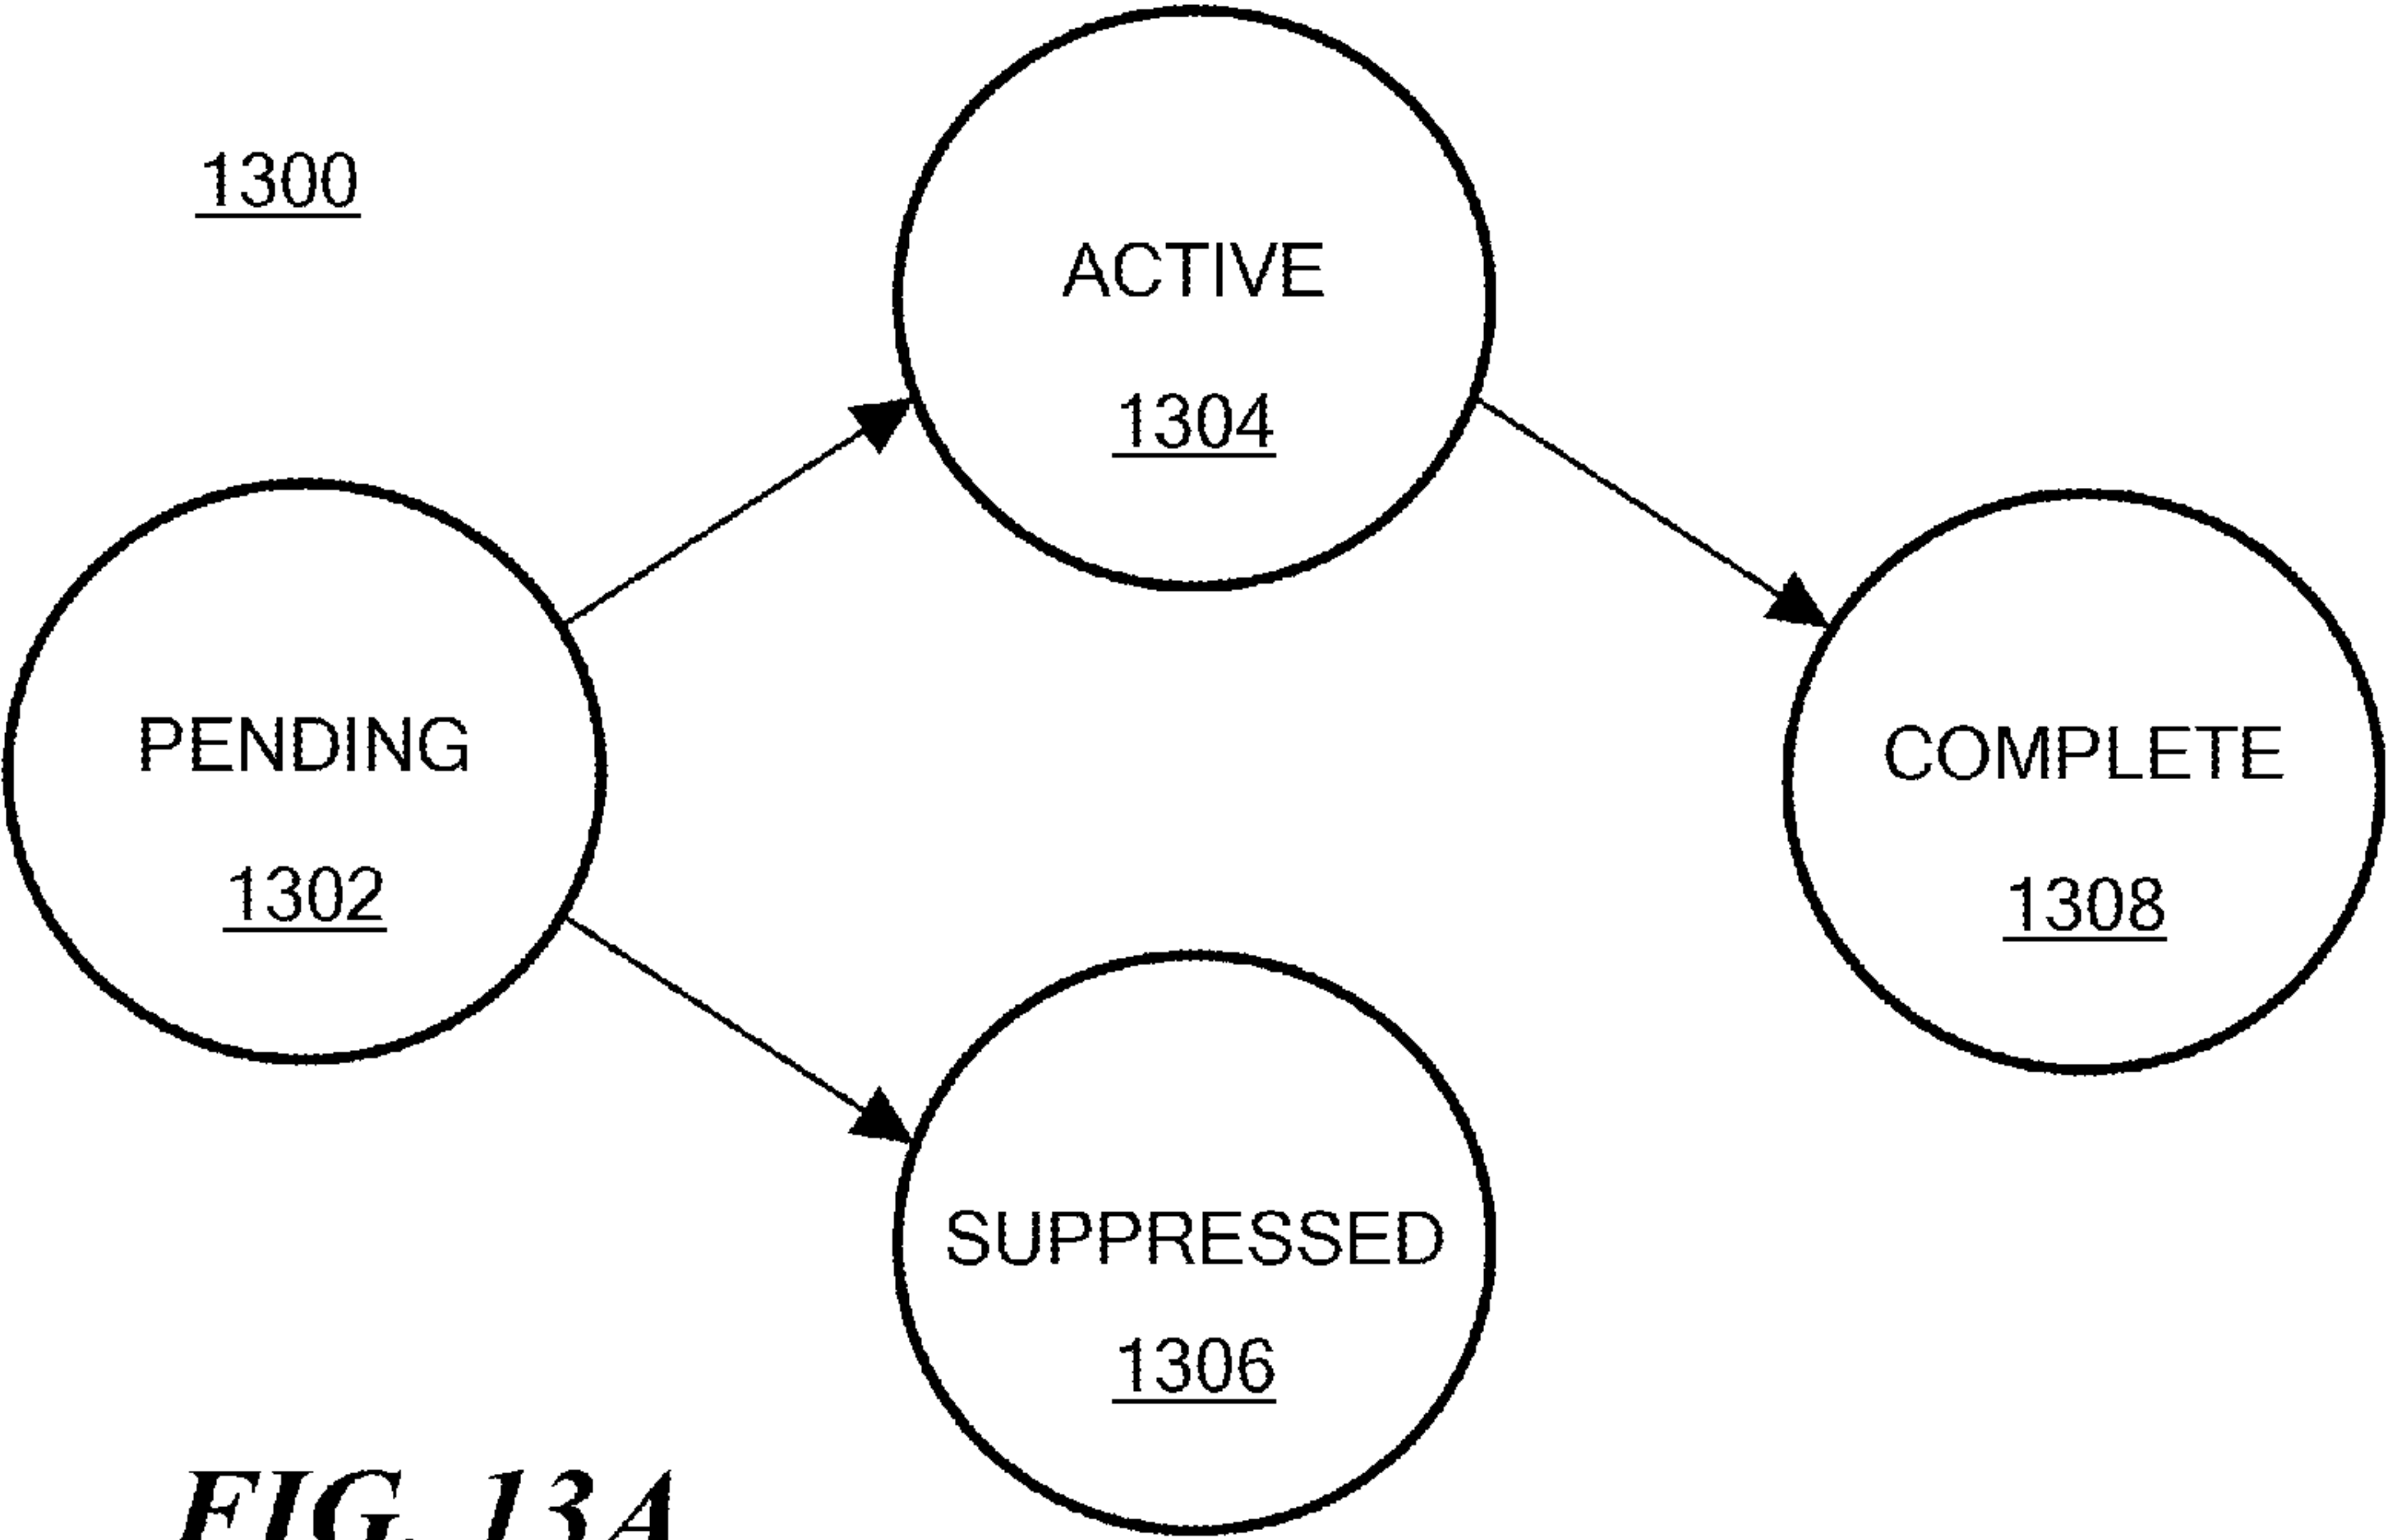 1300
ACTIVE
1304
PENDING
1302
COMPLETE
1308
SUPPRESSED
1306
FIG. 13A